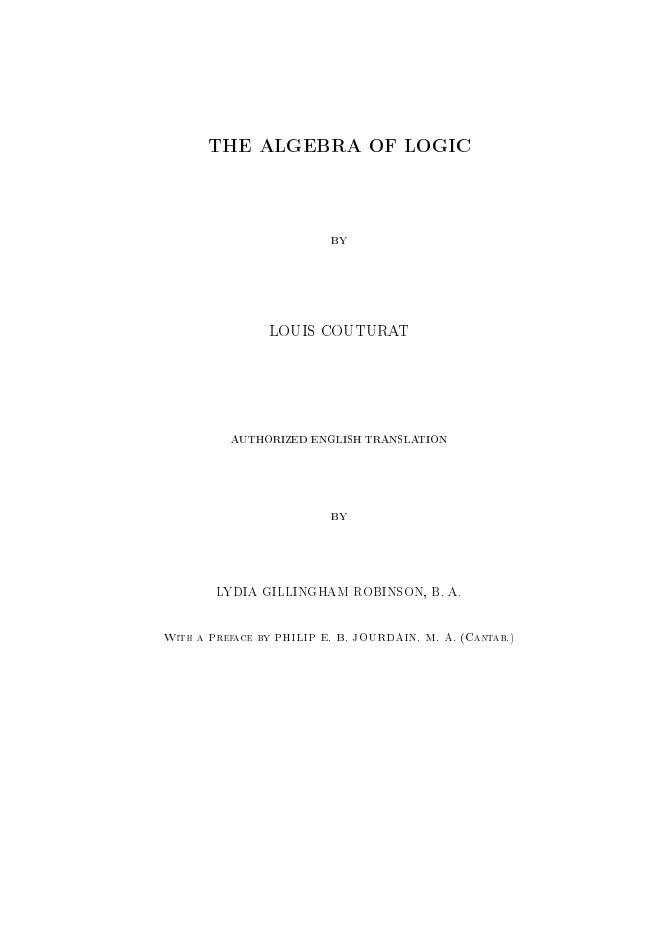 THE ALGEBRA OF LOGIC
BY
LOUIS COUTURAT
AUTHORIZED ENGLISH TRANSLATION
BY
LYDIA GILLINGHAM ROBINSON, B. A.
With a Preface by PHILIP E. B. JOURDAIN. M. A. (Cantab.)